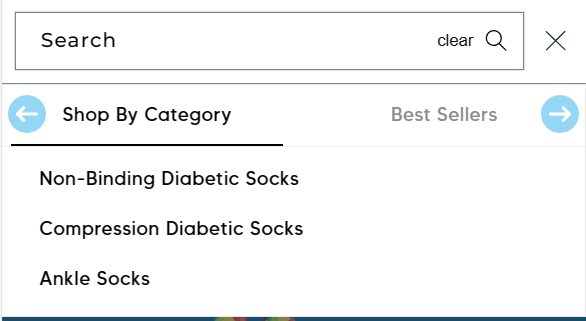 Search clear
Shop By Category Best Sellers
Non-Binding Diabetic Socks
Compression Diabetic Socks
Ankle Socks